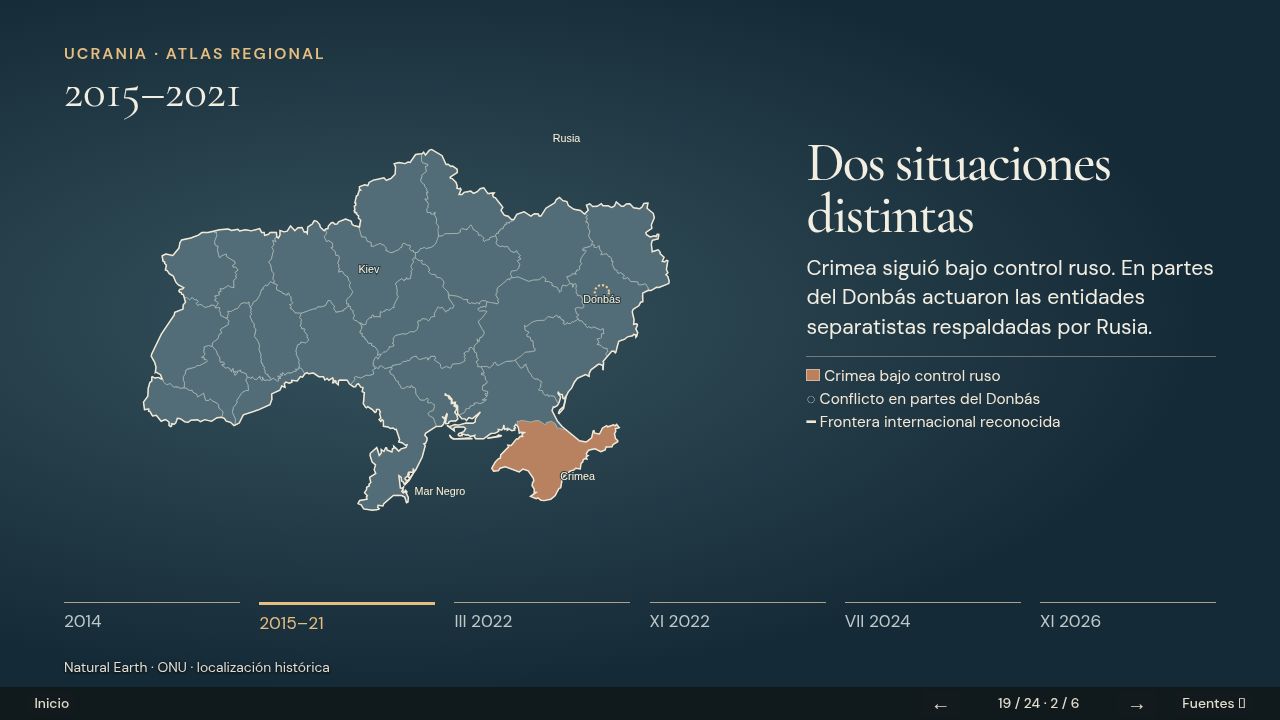 UCRANIA · ATLAS REGIONAL
2015–2021
Rusia
Kiev
Donbás
Crimea
Mar Negro
Dos situaciones
distintas
Crimea siguió bajo control ruso. En partes
del Donbás actuaron las entidades
separatistas respaldadas por Rusia.
Crimea bajo control ruso
Conflicto en partes del Donbás
Frontera internacional reconocida
2014
2015–21
III 2022
XI 2022
VII 2024
XI 2026
Natural Earth · ONU · localización histórica
Inicio
←
19 / 24 · 2 / 6
→
Fuentes